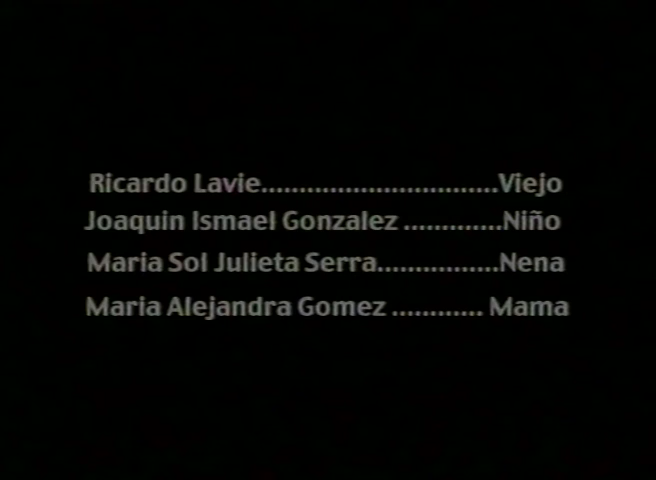 Ricardo Lavie...............................Viejo
Joaquin Ismael Gonzalez .............Niño
Maria Sol Julieta Serra................Nena
Maria Alejandra Gomez ............ Mama